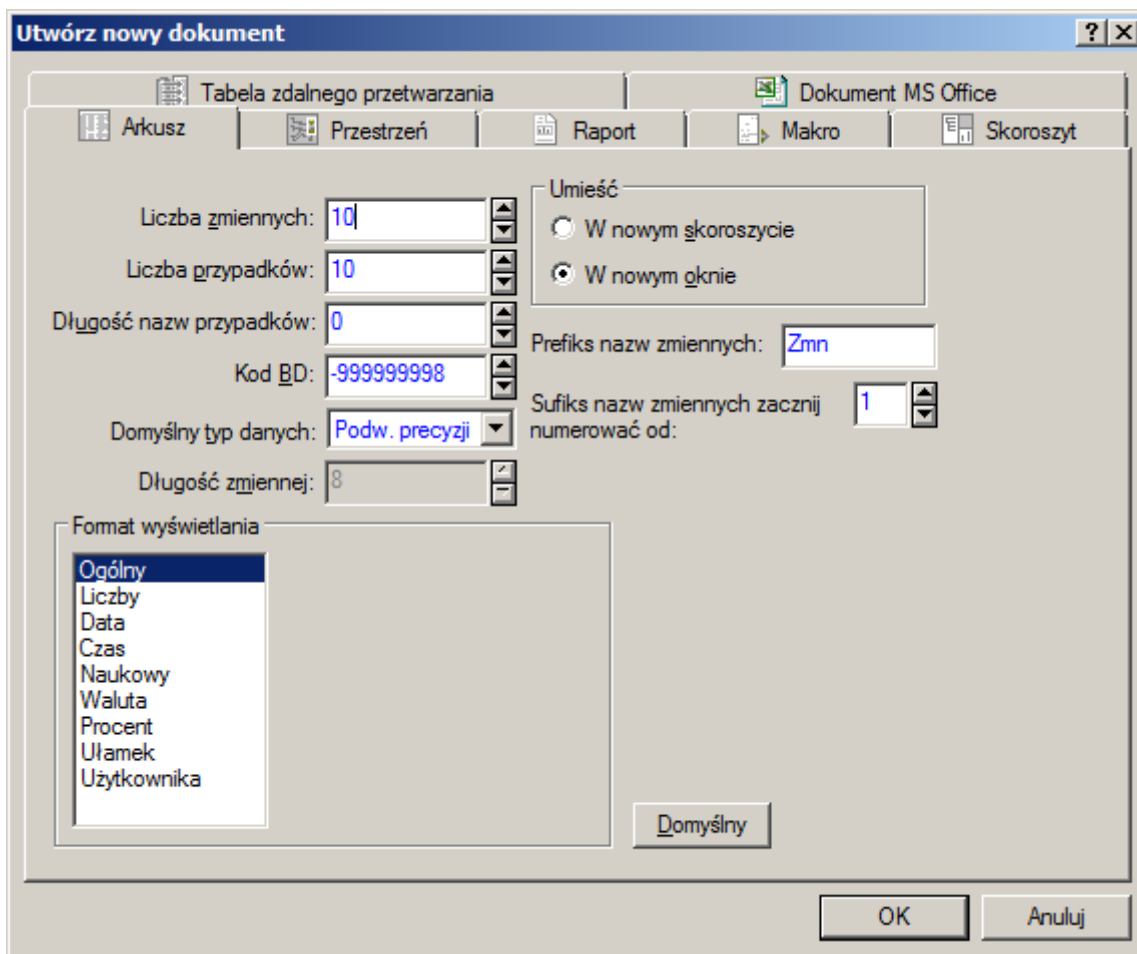 Utwórz nowy dokument
Tabela zdalnego przetwarzania Dokument MS Office
Arkusz Przestrzeń Raport Makro Skoroszyt
Liczba zmiennych: 10
Liczba przypadków: 10
Długość nazw przypadków: 0
Kod BD: -999999998
Domyślny typ danych: Podw. precyzji
Długość zmiennej: 8
Umieść
W nowym skoroszycie
W nowym oknie
Prefiks nazw zmiennych: Zmn
Sufiks nazw zmiennych zacznij 1
numerować od:
Format wyświetlania
Ogólny
Liczby
Data
Czas
Naukowy
Waluta
Procent
Ułamek
Użytkownika
Domyślny
OK Anuluj